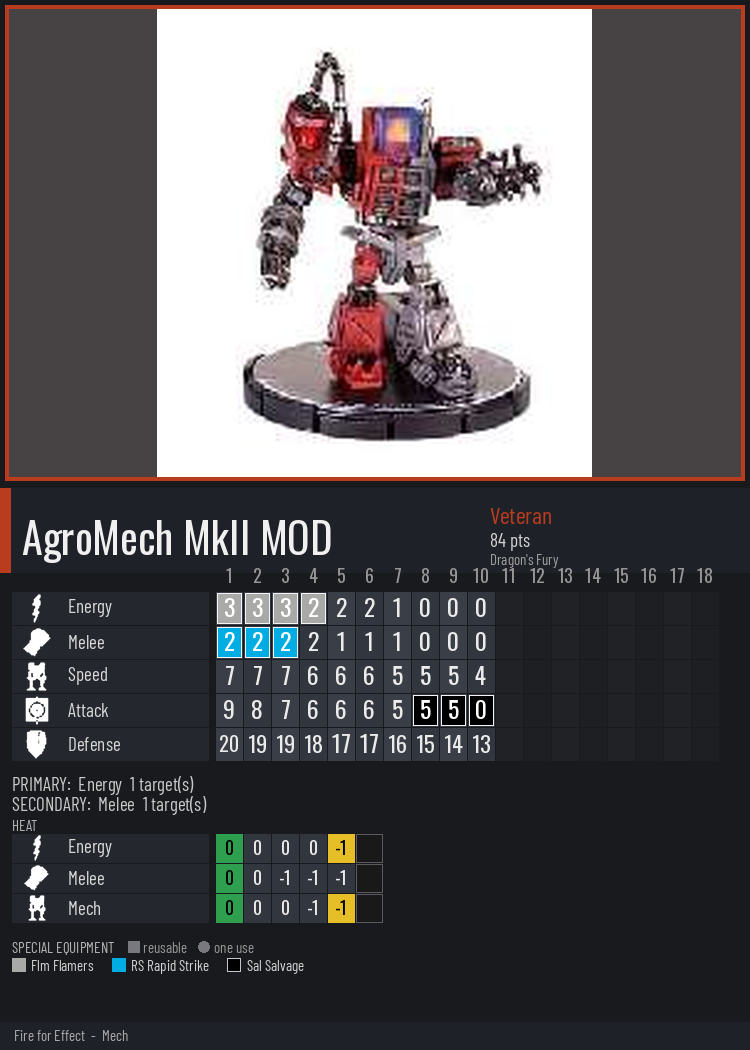 AgroMech MkII MOD
Veteran
84 pts
Dragon's Fury
1 2 3 4 5 6 7 8 9 10 11 12 13 14 15 16 17 18
Energy 3 3 3 2 2 2 1 0 0 0
Melee 2 2 2 2 1 1 1 0 0 0
Speed 7 7 7 6 6 6 5 5 5 4
Attack 9 8 7 6 6 6 5 5 5 0
Defense 20 19 19 18 17 17 16 15 14 13
PRIMARY: Energy 1 target(s)
SECONDARY: Melee 1 target(s)
HEAT
Energy 0 0 0 0 -1
Melee 0 0 -1 -1 -1
Mech 0 0 0 -1 -1
SPECIAL EQUIPMENT reusable one use
Flm Flamers RS Rapid Strike Sal Salvage
Fire for Effect - Mech